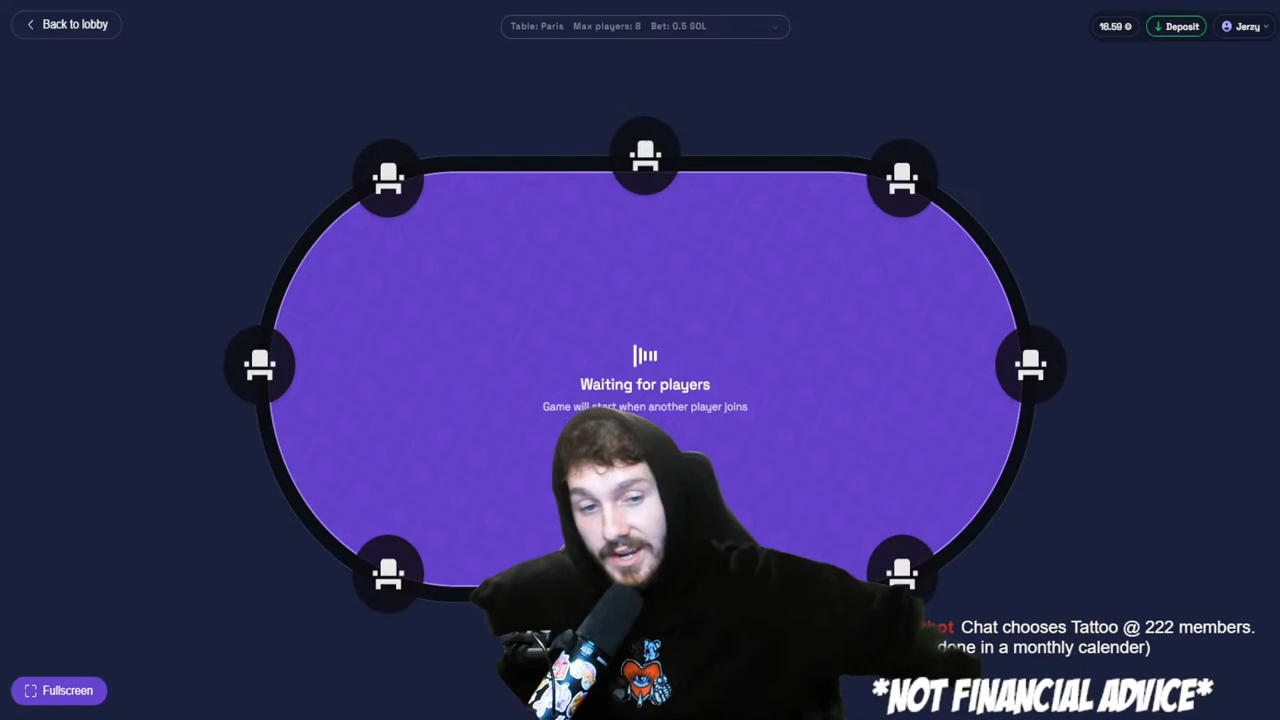 Back to lobby
Table: Paris Max players: 8 Bet: 0.5 SOL
16.59
Deposit
Jerzy
Waiting for players
Game will start when another player joins
Chat chooses Tattoo @ 222 members.
done in a monthly calender)
Fullscreen
*NOT FINANCIAL ADVICE*